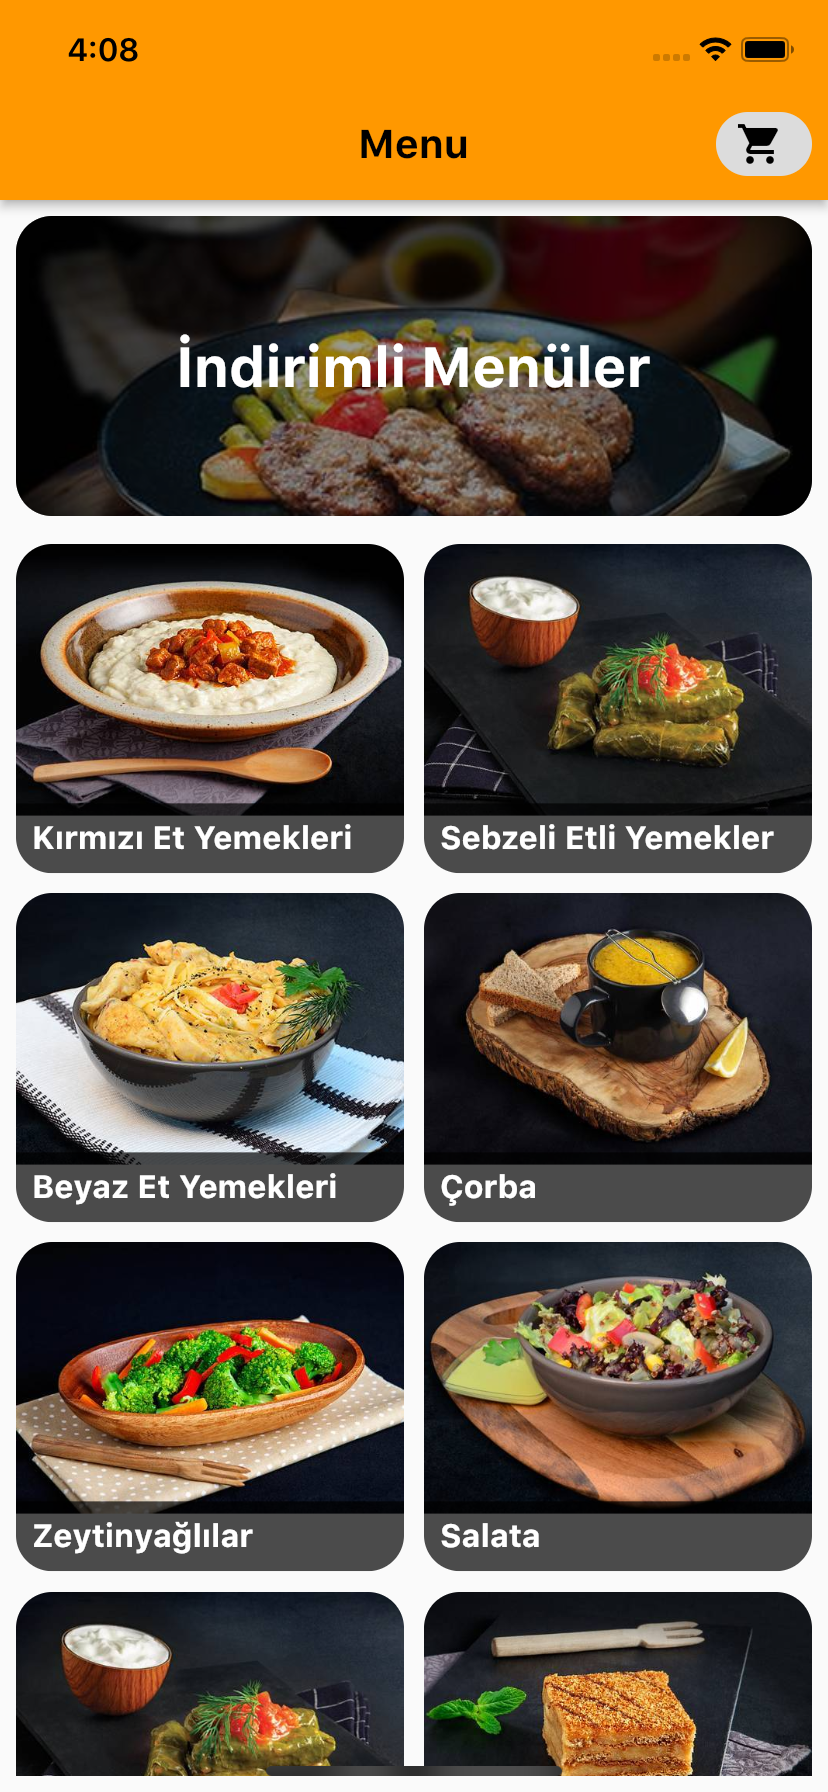 4:08
Menu
İndirimli Menüler
Kırmızı Et Yemekleri
Sebzeli Etli Yemekler
Beyaz Et Yemekleri
Çorba
Zeytinyağlılar
Salata